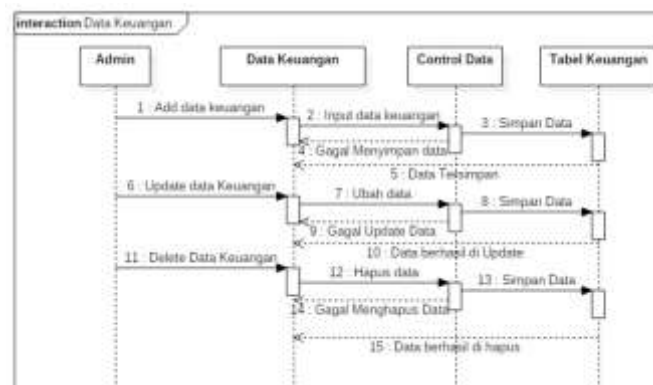 interaction Data Keuangan
Admin
Data Keuangan
Control Data
Tabel Keuangan
1 : Add data keuangan
2 : Input data keuangan
3 : Simpan Data
4 : Gagal Menyimpan data
5 : Data Tersimpan
6 : Update data Keuangan
7 : Ubah data
8 : Simpan Data
9 : Gagal Update Data
10 : Data berhasil di Update
11 : Delete Data Keuangan
12 : Hapus data
13 : Simpan Data
14 : Gagal Menghapus Data
15 : Data berhasil di hapus